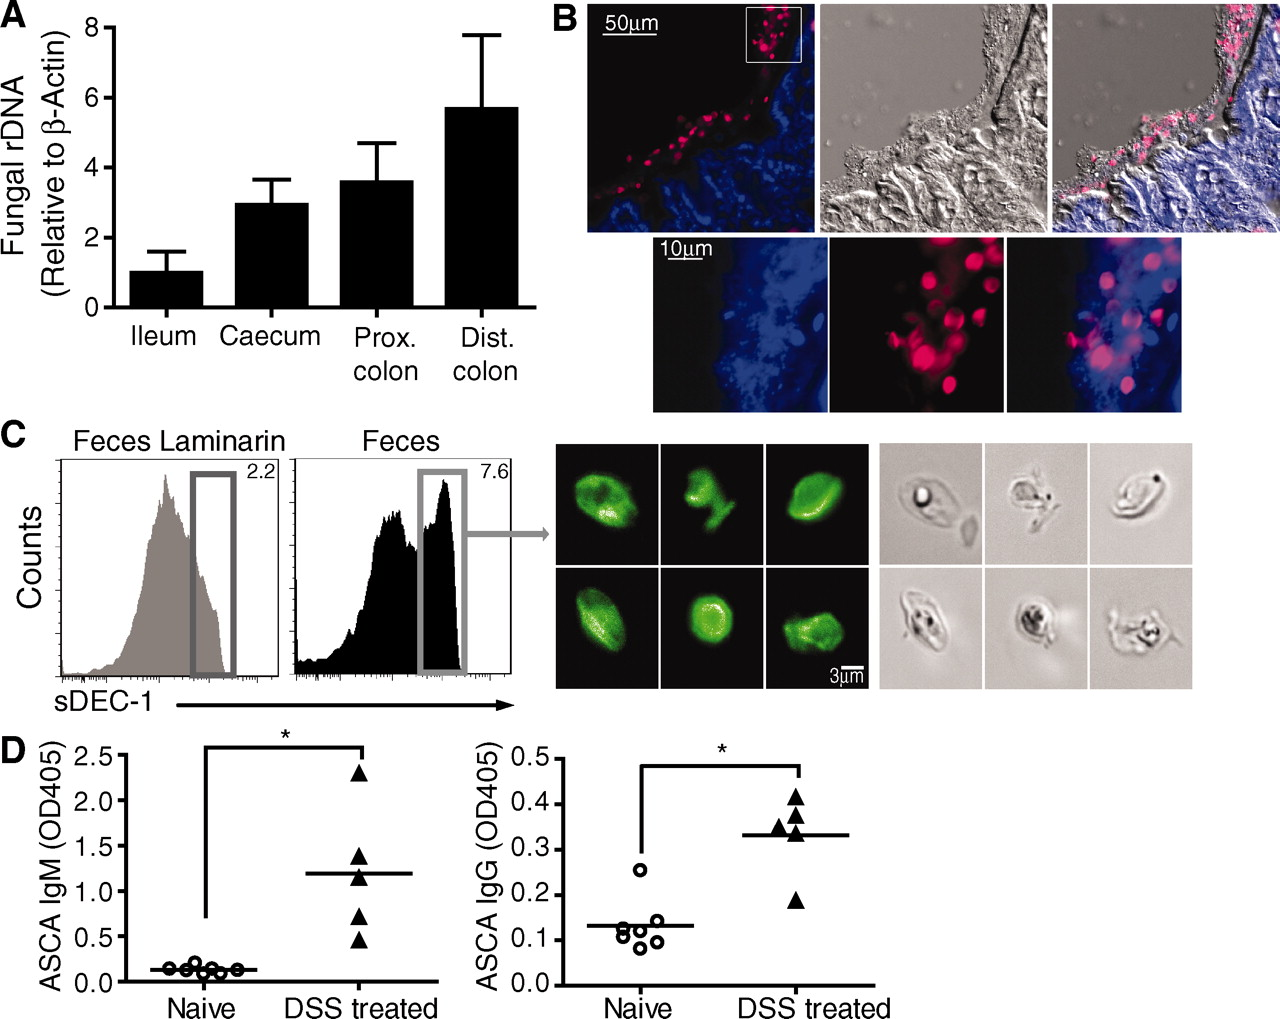 A
Fungal rDNA
(Relative to β-Actin)
8
6
4
2
0
Ileum
Caecum
Prox.
colon
Dist.
colon
B
50μm
10μm
C
Feces Laminarin
Feces
2.2
7.6
Counts
sDEC-1
3μm
D
ASCA IgM (OD405)
2.5
2.0
1.5
1.0
0.5
0.0
*
Naive
DSS treated
ASCA IgG (OD405)
0.5
0.4
0.3
0.2
0.1
0.0
*
Naive
DSS treated